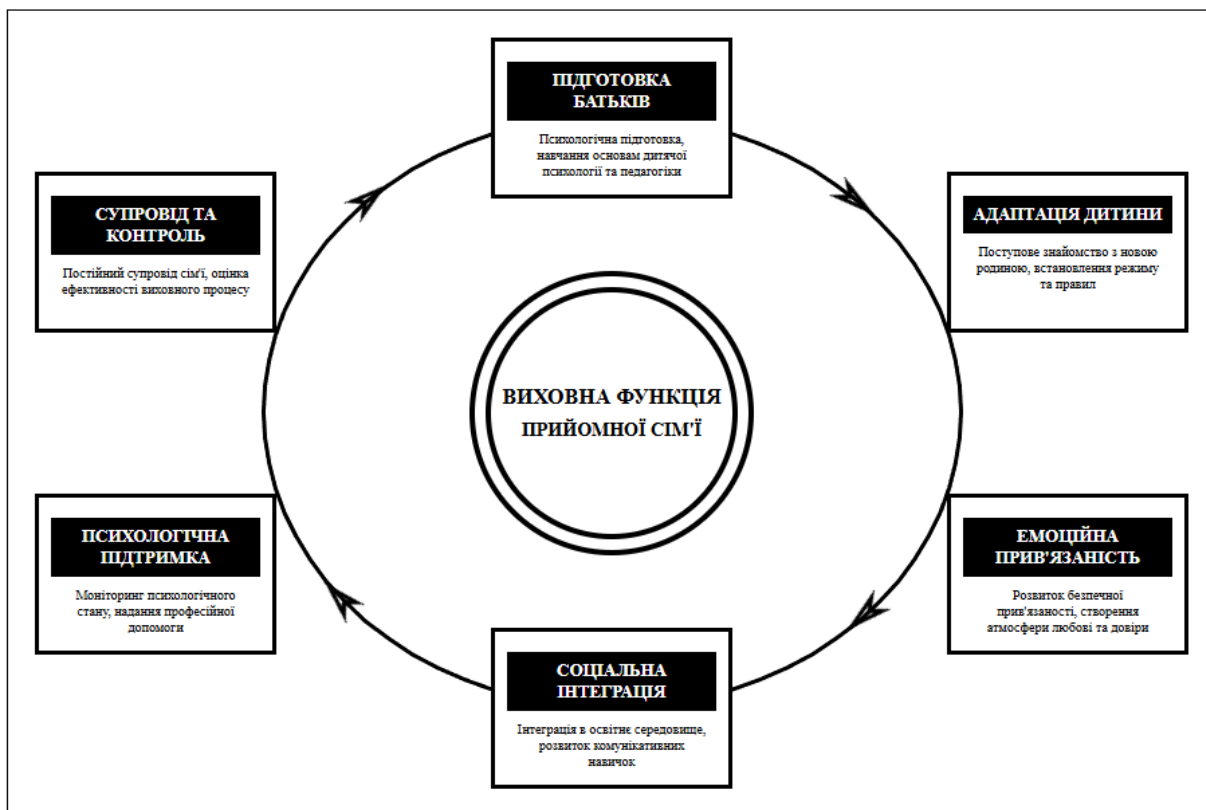 ПІДГОТОВКА
БАТЬКІВ
Психологічна підготовка,
навчання основам дитячої
психології та педагогіки
АДАПТАЦІЯ ДИТИНИ
Поступове знайомство з новою
родиною, встановлення режиму
та правил
ЕМОЦІЙНА
ПРИВ'ЯЗАНІСТЬ
Розвиток безпечної
прив'язаності, створення
атмосфери любові та довіри
СОЦІАЛЬНА
ІНТЕГРАЦІЯ
Інтеграція в освітнє середовище,
розвиток комунікативних
навичок
ПСИХОЛОГІЧНА
ПІДТРИМКА
Моніторинг психологічного
стану, надання професійної
допомоги
СУПРОВІД ТА
КОНТРОЛЬ
Постійний супровід сім'ї, оцінка
ефективності виховного процесу
ВИХОВНА ФУНКЦІЯ
ПРИЙОМНОЇ СІМ'Ї